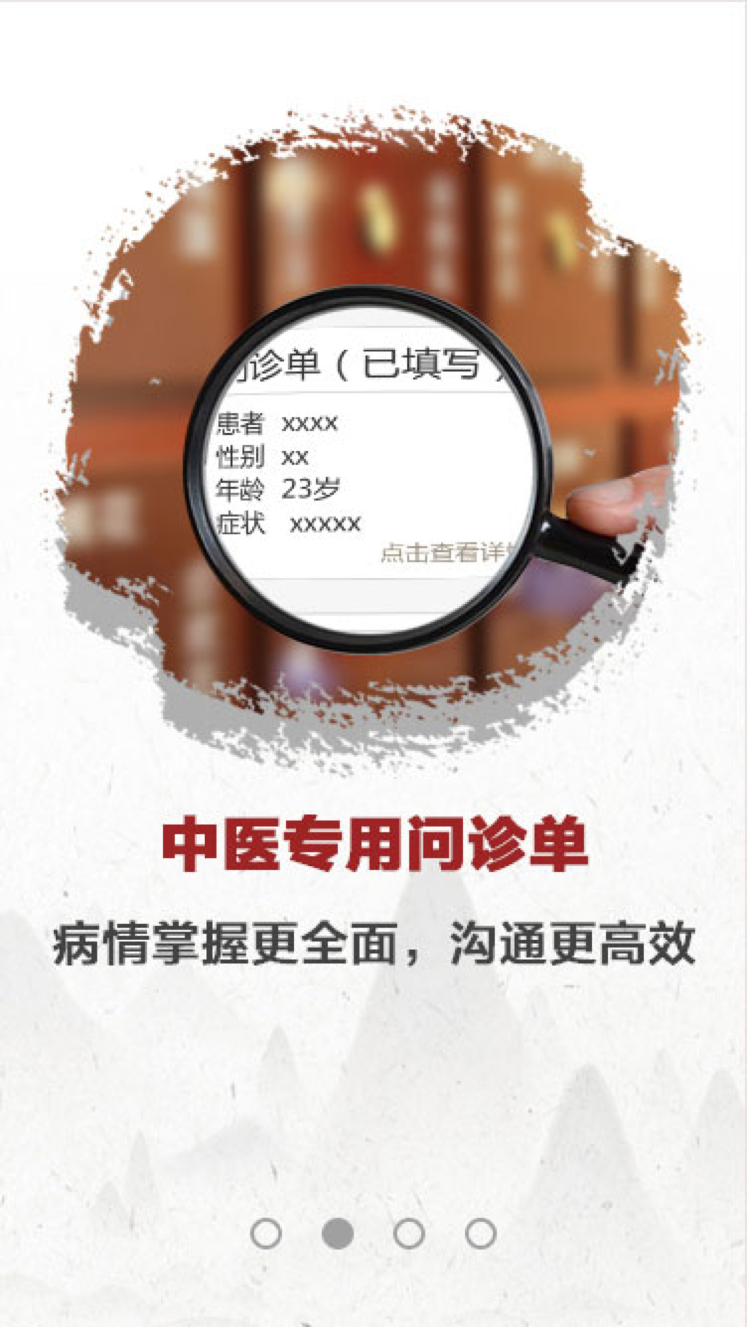 问诊单（已填写）
患者 xxxx
性别 xx
年龄 23岁
症状 xxxxx
点击查看详
中医专用问诊单
病情掌握更全面，沟通更高效